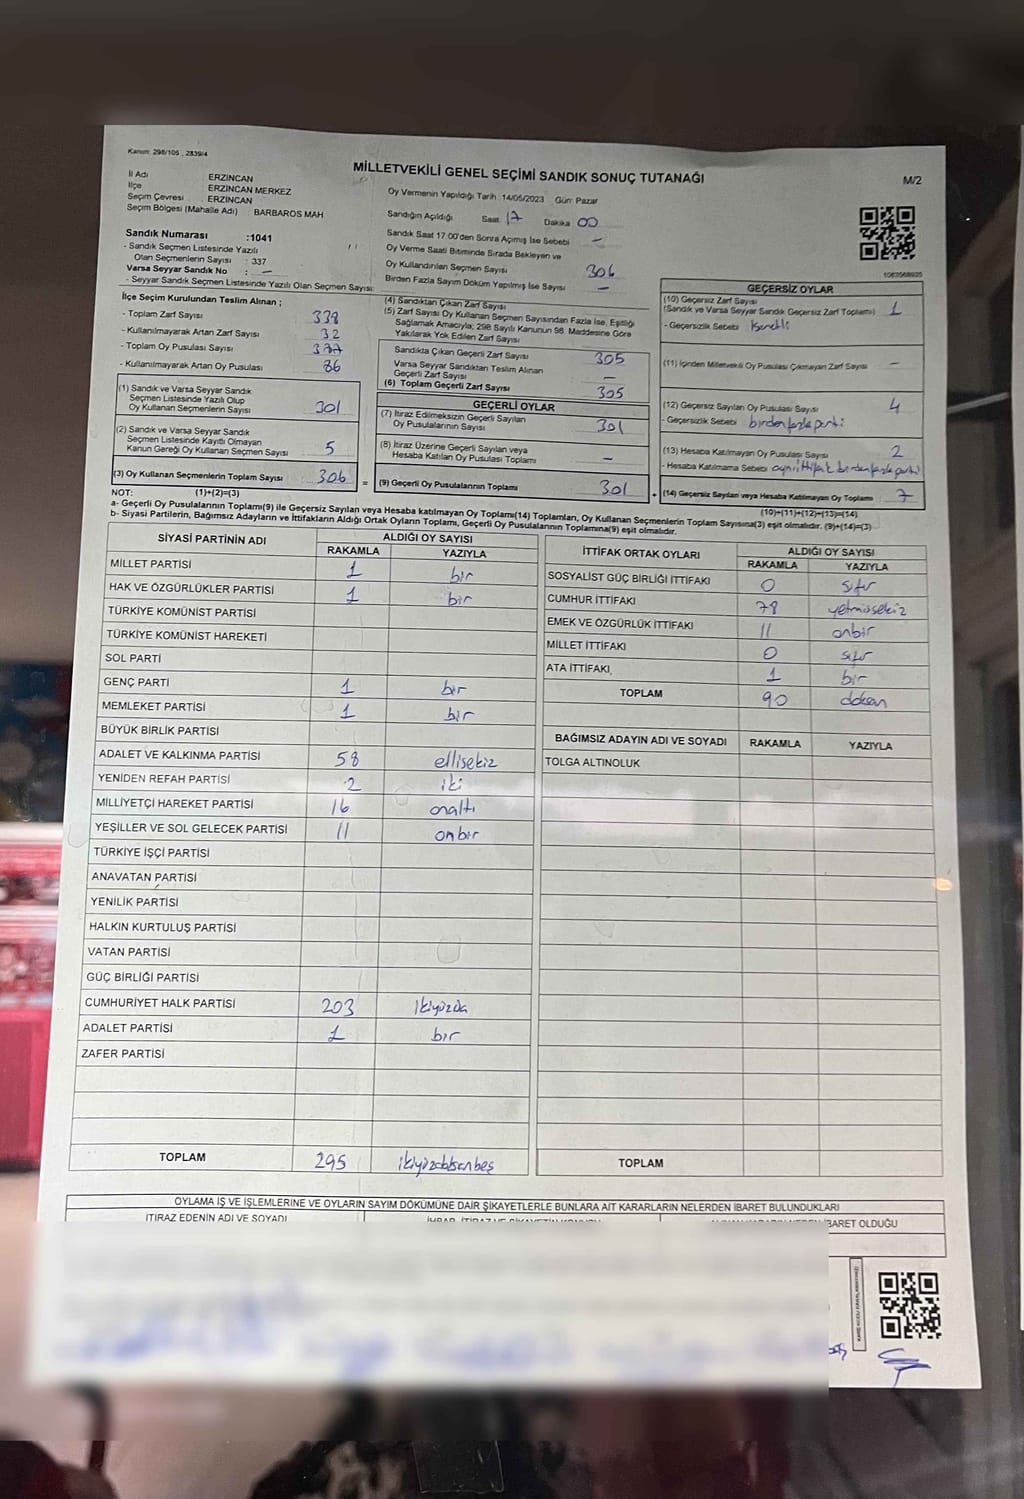 Kanun: 298/105 , 2839/4
MİLLETVEKİLİ GENEL SEÇİMİ SANDIK SONUÇ TUTANAĞI
M/2
İl Adı : ERZİNCAN
İlçe : ERZİNCAN MERKEZ
Seçim Çevresi : ERZİNCAN
Seçim Bölgesi (Mahalle Adı) : BARBAROS MAH
Sandık Numarası :1041
- Sandık Seçmen Listesinde Yazılı
Olan Seçmenlerin Sayısı : 337
Varsa Seyyar Sandık No : —
- Seyyar Sandık Seçmen Listesinde Yazılı Olan Seçmen Sayısı:
Oy Vermenin Yapıldığı Tarih :14/05/2023 Gün: Pazar
Sandığın Açıldığı Saat: 17 Dakika 00
Sandık Saat 17:00'den Sonra Açımış İse Sebebi —
Oy Verme Saati Bitiminde Sırada Bekleyen ve
Oy Kullandırılan Seçmen Sayısı 306
Birden Fazla Sayım Döküm Yapılmış İse Sayısı —
1063568925
İlçe Seçim Kurulundan Teslim Alınan ;
- Toplam Zarf Sayısı 338
- Kullanılmayarak Artan Zarf Sayısı 32
- Toplam Oy Pusulası Sayısı
- Kullanılmayarak Artan Oy Pusulası 86
(1) Sandık ve Varsa Seyyar Sandık
Seçmen Listesinde Yazılı Olup
Oy Kullanan Seçmenlerin Sayısı 301
(2) Sandık ve Varsa Seyyar Sandık
Seçmen Listesinde Kayıtlı Olmayan
Kanun Gereği Oy Kullanan Seçmen Sayısı 5
(3) Oy Kullanan Seçmenlerin Toplam Sayısı 306 =
(1)+(2)=(3)
(4) Sandıktan Çıkan Zarf Sayısı
(5) Zarf Sayısı Oy Kullanan Seçmen Sayısından Fazla İse, Eşitliği
Sağlamak Amacıyla; 298 Sayılı Kanunun 98. Maddesine Göre
Yakılarak Yok Edilen Zarf Sayısı
Sandıkta Çıkan Geçerli Zarf Sayısı 305
Varsa Seyyar Sandıktan Teslim Alınan
Geçerli Zarf Sayısı —
(6) Toplam Geçerli Zarf Sayısı 305
GEÇERLİ OYLAR
(7) İtiraz Edilmeksizin Geçerli Sayılan
Oy Pusulalarının Sayısı 301
(8) İtiraz Üzerine Geçerli Sayılan veya
Hesaba Katılan Oy Pusulası Toplamı —
(9) Geçerli Oy Pusulalarının Toplamı 301 +
GEÇERSİZ OYLAR
(10) Geçersiz Zarf Sayısı
(Sandık ve Varsa Seyyar Sandık Geçersiz Zarf Toplamı) 1
- Geçersizlik Sebebi işaretli
(11) İçinden Milletvekili Oy Pusulası Çıkmayan Zarf Sayısı —
(12) Geçersiz Sayılan Oy Pusulası Sayısı 4
- Geçersizlik Sebebi birden fazla parti
(13) Hesaba Katılmayan Oy Pusulası Sayısı 2
- Hesaba Katılmama Sebebi aynı ittifak birden fazla parti
(14) Geçersiz Sayılan veya Hesaba Katılmayan Oy Toplamı 7
(10)+(11)+(12)+(13)=(14)
NOT:
a- Geçerli Oy Pusulalarının Toplamı(9) ile Geçersiz Sayılan veya Hesaba katılmayan Oy Toplamı(14) Toplamları, Oy Kullanan Seçmenlerin Toplam Sayısına(3) eşit olmalıdır. (9)+(14)=(3)
b- Siyasi Partilerin, Bağımsız Adayların ve İttifakların Aldığı Ortak Oyların Toplamı, Geçerli Oy Pusulalarının Toplamına(9) eşit olmalıdır.
SİYASİ PARTİNİN ADI ALDIĞI OY SAYISI
RAKAMLA YAZIYLA
MİLLET PARTİSİ 1 bir
HAK VE ÖZGÜRLÜKLER PARTİSİ 1 bir
TÜRKİYE KOMÜNİST PARTİSİ
TÜRKİYE KOMÜNİST HAREKETİ
SOL PARTİ
GENÇ PARTİ 1 bir
MEMLEKET PARTİSİ 1 bir
BÜYÜK BİRLİK PARTİSİ
ADALET VE KALKINMA PARTİSİ 58 ellisekiz
YENİDEN REFAH PARTİSİ 2 iki
MİLLİYETÇİ HAREKET PARTİSİ 16 onaltı
YEŞİLLER VE SOL GELECEK PARTİSİ 11 onbir
TÜRKİYE İŞÇİ PARTİSİ
ANAVATAN PARTİSİ
YENİLİK PARTİSİ
HALKIN KURTULUŞ PARTİSİ
VATAN PARTİSİ
GÜÇ BİRLİĞİ PARTİSİ
CUMHURİYET HALK PARTİSİ 203 ikiyüzüç
ADALET PARTİSİ 1 bir
ZAFER PARTİSİ
TOPLAM 295 ikiyüzdoksanbeş
İTTİFAK ORTAK OYLARI ALDIĞI OY SAYISI
RAKAMLA YAZIYLA
SOSYALİST GÜÇ BİRLİĞİ İTTİFAKI 0 sıfır
CUMHUR İTTİFAKI 78 yetmissekiz
EMEK VE ÖZGÜRLÜK İTTİFAKI 11 onbir
MİLLET İTTİFAKI 0 sıfır
ATA İTTİFAKI 1 bir
TOPLAM 90 doksan
BAĞIMSIZ ADAYIN ADI VE SOYADI RAKAMLA YAZIYLA
TOLGA ALTINOLUK
TOPLAM
OYLAMA İŞ VE İŞLEMLERİNE VE OYLARIN SAYIM DÖKÜMÜNE DAİR ŞİKAYETLERLE BUNLARA AİT KARARLARIN NELERDEN İBARET BULUNDUKLARI
İTİRAZ EDENİN ADI VE SOYADI
BARET OLDUĞU